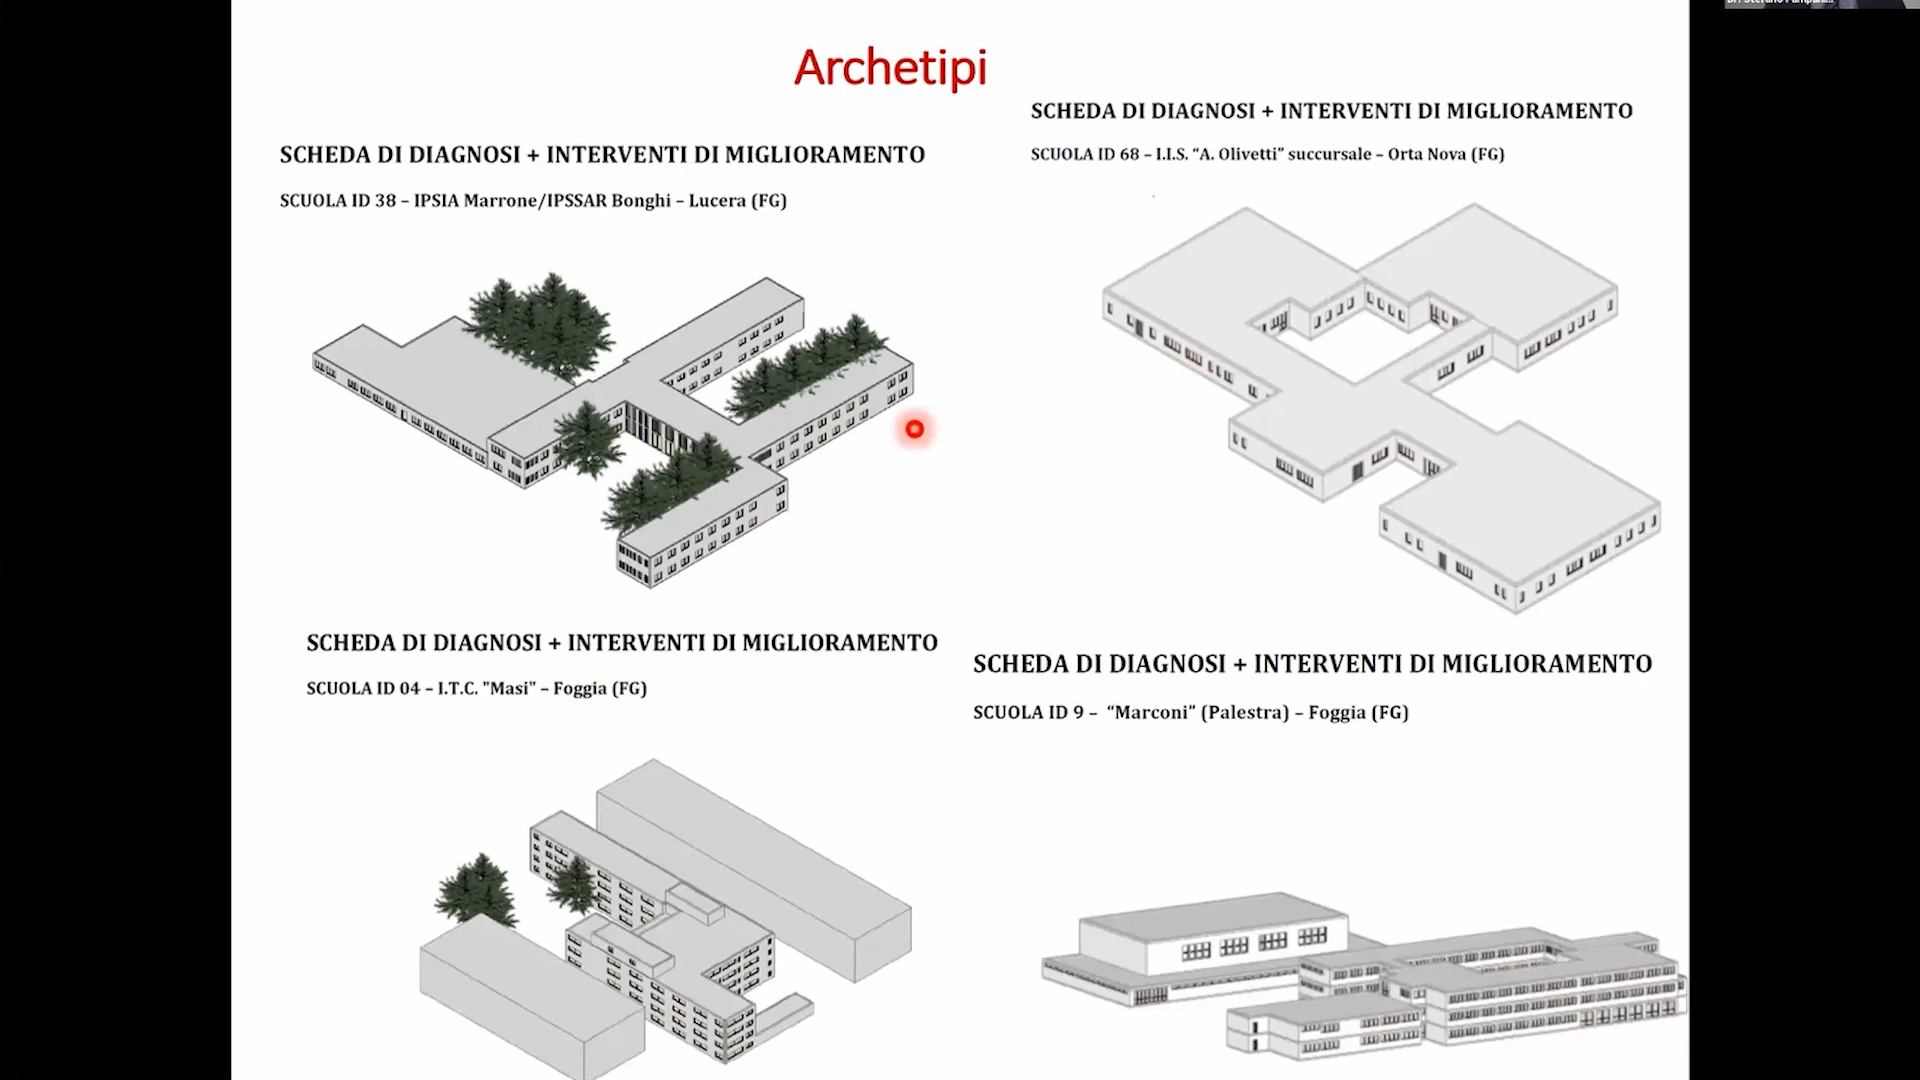 Archetipi
SCHEDA DI DIAGNOSI + INTERVENTI DI MIGLIORAMENTO
SCUOLA ID 38 – IPSIA Marrone/IPSSAR Bonghi – Lucera (FG)
SCHEDA DI DIAGNOSI + INTERVENTI DI MIGLIORAMENTO
SCUOLA ID 68 – I.I.S. “A. Olivetti” succursale – Orta Nova (FG)
SCHEDA DI DIAGNOSI + INTERVENTI DI MIGLIORAMENTO
SCUOLA ID 04 – I.T.C. "Masi" – Foggia (FG)
SCHEDA DI DIAGNOSI + INTERVENTI DI MIGLIORAMENTO
SCUOLA ID 9 – “Marconi” (Palestra) – Foggia (FG)